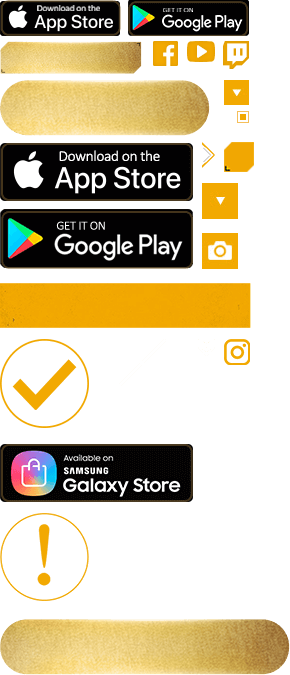 Download on the
App Store
GET IT ON
Google Play
Download on the
App Store
GET IT ON
Google Play
Available on
SAMSUNG
Galaxy Store